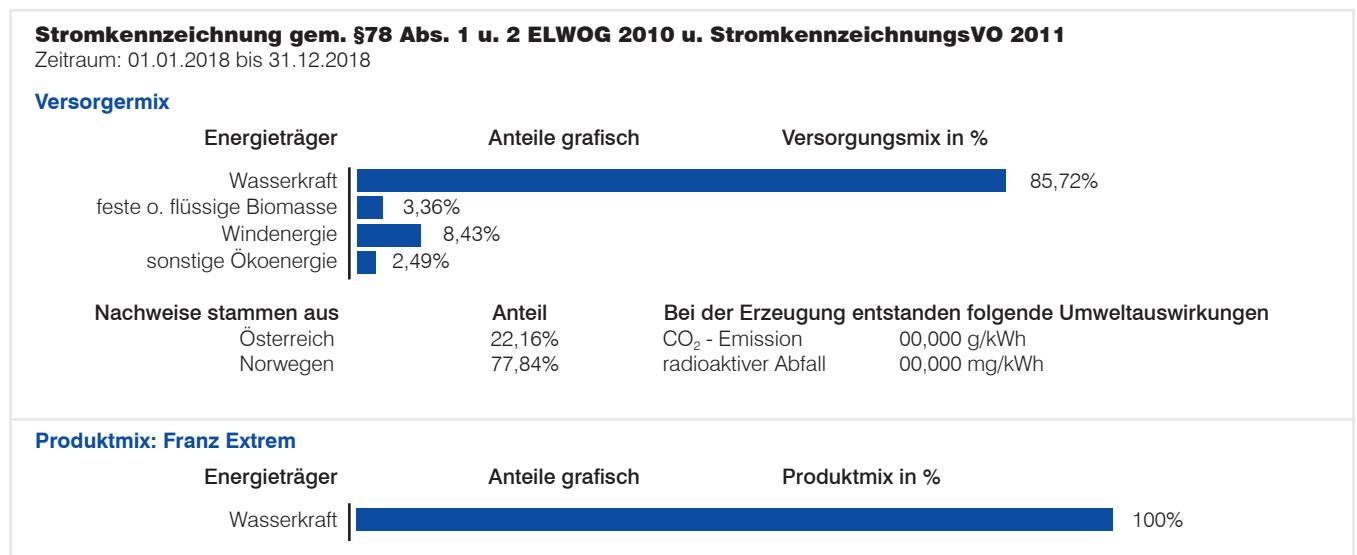 Stromkennzeichnung gem. §78 Abs. 1 u. 2 ELWOG 2010 u. StromkennzeichnungsVO 2011
Zeitraum: 01.01.2018 bis 31.12.2018
Versorgermix
Energieträger Anteile grafisch Versorgungsmix in %
Wasserkraft 85,72%
feste o. flüssige Biomasse 3,36%
Windenergie 8,43%
sonstige Ökoenergie 2,49%
Nachweise stammen aus Anteil Bei der Erzeugung entstanden folgende Umweltauswirkungen
Österreich 22,16% CO₂ - Emission 00,000 g/kWh
Norwegen 77,84% radioaktiver Abfall 00,000 mg/kWh
Produktmix: Franz Extrem
Energieträger Anteile grafisch Produktmix in %
Wasserkraft 100%